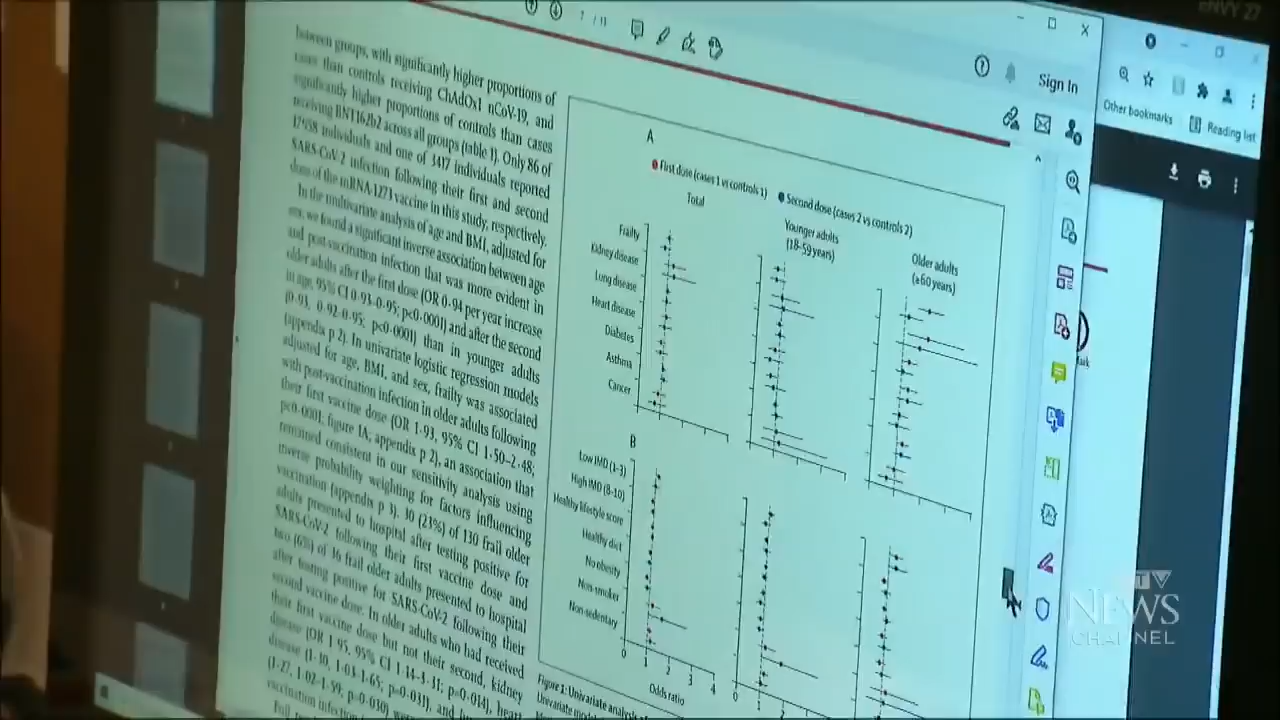 ENVY 27
7 / 11
Sign In
Other bookmarks
Reading list
between groups, with significantly higher proportions of
cases than controls receiving ChAdOx1 nCoV-19, and
significantly higher proportions of controls than cases
receiving BNT162b2 across all groups (table 1). Only 86 of
17 958 individuals and one of 3417 individuals reported
SARS-CoV-2 infection following their first and second
dose of the mRNA-1273 vaccine in this study, respectively.
In the multivariate analysis of age and BMI, adjusted for
sex, we found a significant inverse association between age
and post-vaccination infection that was more evident in
older adults after the first dose (OR 0·94 per year increase
in age, 95% CI 0·93–0·95; p<0·0001) and after the second
(0·93, 0·92–0·95, p<0·0001) than in younger adults
(appendix p 2). In univariate logistic regression models
adjusted for age, BMI, and sex, frailty was associated
with post-vaccination infection in older adults following
their first vaccine dose (OR 1·93, 95% CI 1·50–2·48;
p<0·0001, figure 1A; appendix p 2), an association that
remained consistent in our sensitivity analysis using
inverse probability weighting for factors influencing
vaccination (appendix p 3). 30 (23%) of 130 frail older
adults presented to hospital after testing positive for
SARS-CoV-2 following their first vaccine dose and
two (6%) of 36 frail older adults presented to hospital
after testing positive for SARS-CoV-2 following their
second vaccine dose. In older adults who had received
their first vaccine dose but not their second, kidney
disease (OR 1·95, 95% CI 1·14–3·31; p=0·014), heart
disease (1·30, 1·03–1·65; p=0·031), and
(1·27, 1·02–1·59, p=0·030) were
vaccination infection
A
First dose (cases 1 vs controls 1)
Second dose (cases 2 vs controls 2)
Total
Younger adults
(18–59 years)
Older adults
(≥60 years)
Frailty
Kidney disease
Lung disease
Heart disease
Diabetes
Asthma
Cancer
B
Low IMD (1–3)
High IMD (8–10)
Healthy lifestyle score
Healthy diet
No obesity
Non-smoker
Non-sedentary
0 1 2 3 4
0 1
Odds ratio
Figure 1: Univariate analysis
Univariate
CTV
NEWS
CHANNEL